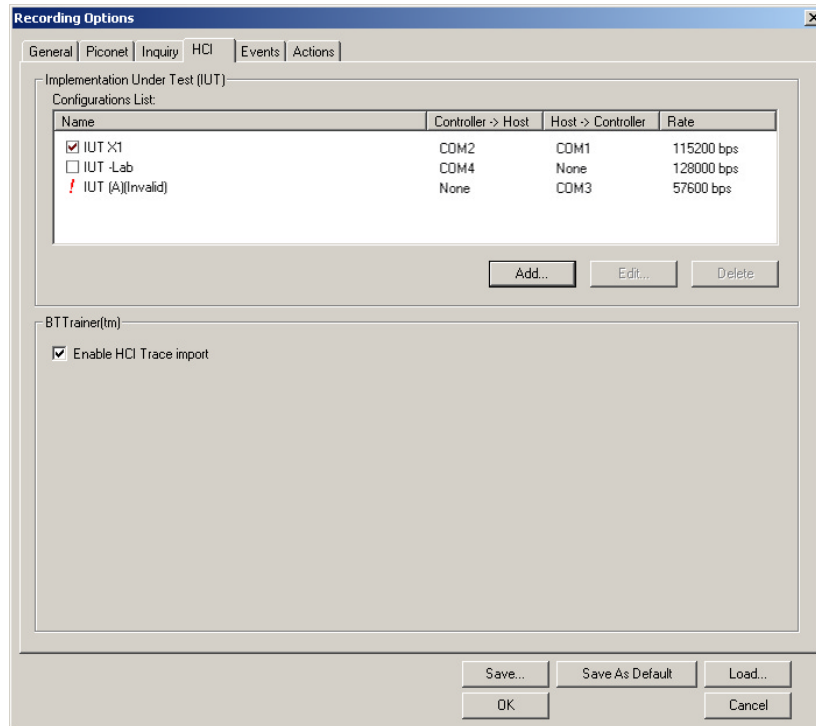 Recording Options
General Piconet Inquiry HCI Events Actions
Implementation Under Test (IUT)
Configurations List:
Name Controller -> Host Host -> Controller Rate
IUT X1 COM2 COM1 115200 bps
IUT -Lab COM4 None 128000 bps
! IUT (A)(Invalid) None COM3 57600 bps
Add... Edit... Delete
BTTrainer(tm)
Enable HCI Trace import
Save... Save As Default Load...
OK Cancel